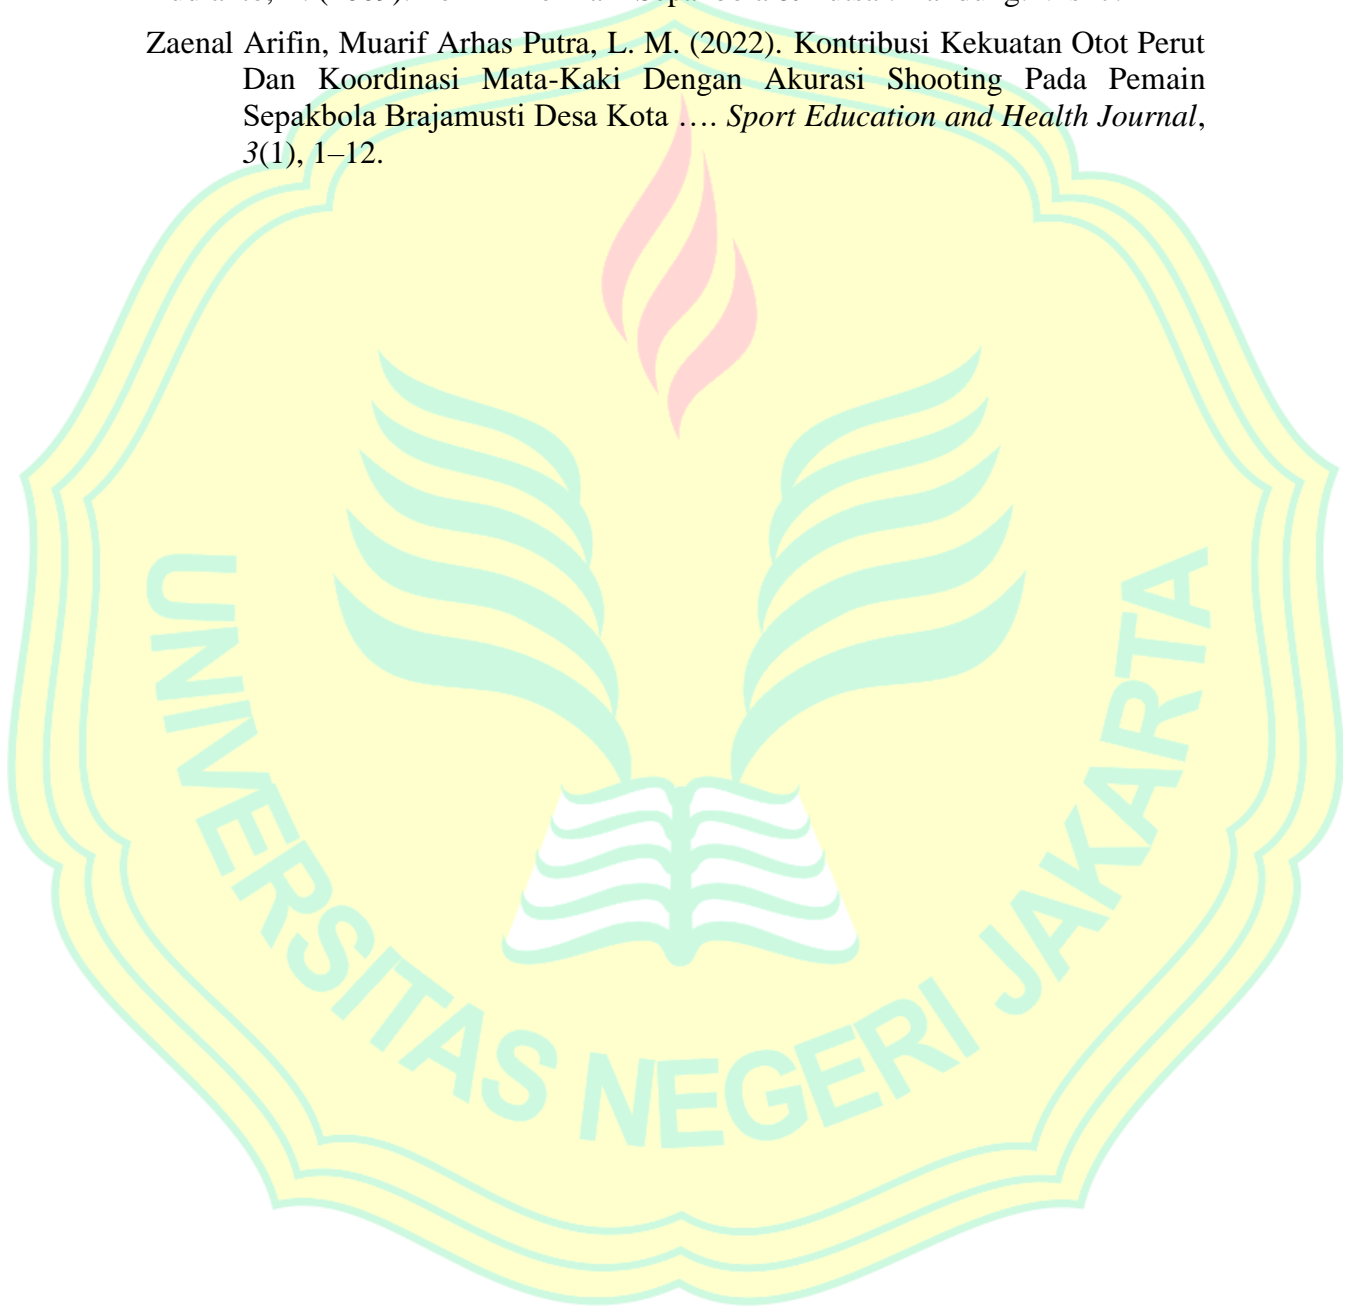 Zaenal Arifin, Muarif Arhas Putra, L. M. (2022). Kontribusi Kekuatan Otot Perut
Dan Koordinasi Mata-Kaki Dengan Akurasi Shooting Pada Pemain
Sepakbola Brajamusti Desa Kota …. Sport Education and Health Journal,
3(1), 1–12.
UNIVERSITAS NEGERI JAKARTA